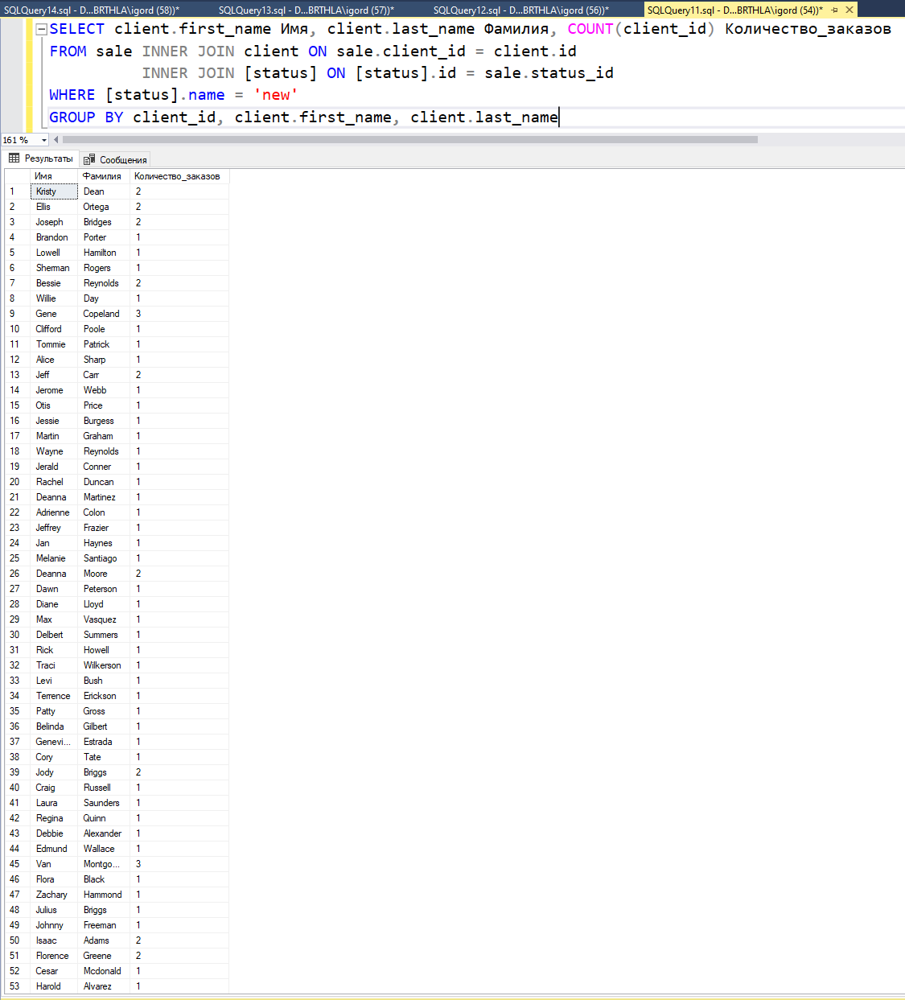 SQLQuery14.sql - D...BRTHLA\igord (58))* SQLQuery13.sql - D...BRTHLA\igord (57))* SQLQuery12.sql - D...BRTHLA\igord (56))* SQLQuery11.sql - D...BRTHLA\igord (54))*
SELECT client.first_name Имя, client.last_name Фамилия, COUNT(client_id) Количество_заказов
FROM sale INNER JOIN client ON sale.client_id = client.id
INNER JOIN [status] ON [status].id = sale.status_id
WHERE [status].name = 'new'
GROUP BY client_id, client.first_name, client.last_name
161 %
Результаты Сообщения
Имя Фамилия Количество_заказов
1 Kristy Dean 2
2 Ellis Ortega 2
3 Joseph Bridges 2
4 Brandon Porter 1
5 Lowell Hamilton 1
6 Sherman Rogers 1
7 Bessie Reynolds 2
8 Willie Day 1
9 Gene Copeland 3
10 Clifford Poole 1
11 Tommie Patrick 1
12 Alice Sharp 1
13 Jeff Carr 2
14 Jerome Webb 1
15 Otis Price 1
16 Jessie Burgess 1
17 Martin Graham 1
18 Wayne Reynolds 1
19 Jerald Conner 1
20 Rachel Duncan 1
21 Deanna Martinez 1
22 Adrienne Colon 1
23 Jeffrey Frazier 1
24 Jan Haynes 1
25 Melanie Santiago 1
26 Deanna Moore 2
27 Dawn Peterson 1
28 Diane Lloyd 1
29 Max Vasquez 1
30 Delbert Summers 1
31 Rick Howell 1
32 Traci Wilkerson 1
33 Levi Bush 1
34 Terrence Erickson 1
35 Patty Gross 1
36 Belinda Gilbert 1
37 Genevi... Estrada 1
38 Cory Tate 1
39 Jody Briggs 2
40 Craig Russell 1
41 Laura Saunders 1
42 Regina Quinn 1
43 Debbie Alexander 1
44 Edmund Wallace 1
45 Van Montgo... 3
46 Flora Black 1
47 Zachary Hammond 1
48 Julius Briggs 1
49 Johnny Freeman 1
50 Isaac Adams 2
51 Florence Greene 2
52 Cesar Mcdonald 1
53 Harold Alvarez 1